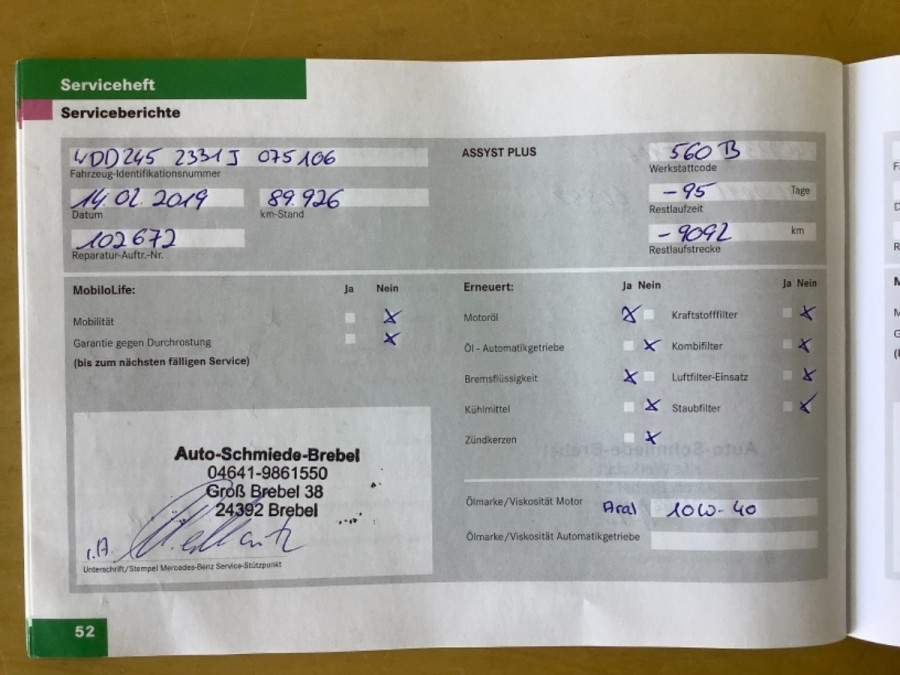 Serviceheft
Serviceberichte
WDD245 2331J 075106
Fahrzeug-Identifikationsnummer
14.02.2019 89.926
Datum km-Stand
102672
Reparatur-Auftr.-Nr.
ASSYST PLUS
560 B
Werkstattcode
-95 Tage
Restlaufzeit
-9092 km
Restlaufstrecke
MobiloLife: Ja Nein
Mobilität x
Garantie gegen Durchrostung x
(bis zum nächsten fälligen Service)
Erneuert: Ja Nein Ja Nein
Motoröl x Kraftstofffilter x
Öl - Automatikgetriebe x Kombifilter x
Bremsflüssigkeit x Luftfilter-Einsatz x
Kühlmittel x Staubfilter x
Zündkerzen x
Auto-Schmiede-Brebel
04641-9861550
Groß Brebel 38
24392 Brebel
i.A.
Unterschrift/Stempel Mercedes-Benz Service-Stützpunkt
Ölmarke/Viskosität Motor Aral 10W-40
Ölmarke/Viskosität Automatikgetriebe
52